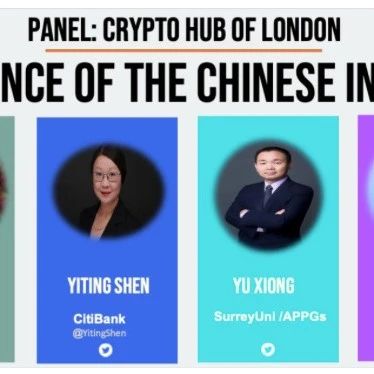 PANEL: CRYPTO HUB OF LONDON
NCE OF THE CHINESE IN
YITING SHEN
CitiBank
@YitingShen
YU XIONG
SurreyUni /APPGs